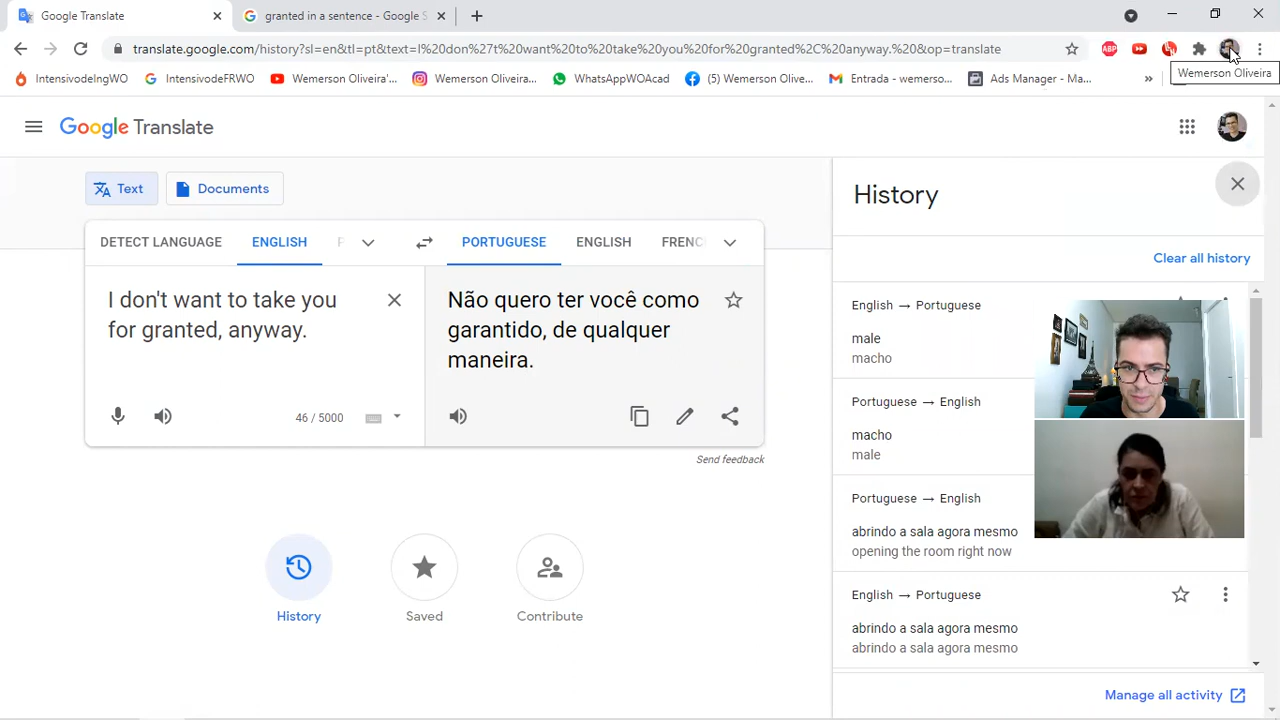 Google Translate
granted in a sentence - Google S
translate.google.com/history?sl=en&tl=pt&text=I%20don%27t%20want%20to%20take%20you%20for%20granted%2C%20anyway.%20&op=translate
ABP
IntensivodeIngWO
IntensívodeFRWO
Wemerson Oliveira'...
Wemerson Oliveira...
WhatsAppWOAcad
(5) Wemerson Olive...
Entrada - wemerso...
Ads Manager - Ma...
»
Wemerson Oliveira
Google Translate
Text
Documents
DETECT LANGUAGE
ENGLISH
PORTUGUESE
ENGLISH
FRENC
I don't want to take you
for granted, anyway.
46 / 5000
Não quero ter você como
garantido, de qualquer
maneira.
Send feedback
History
Saved
Contribute
History
Clear all history
English → Portuguese
male
macho
Portuguese → English
macho
male
Portuguese → English
abrindo a sala agora mesmo
opening the room right now
English → Portuguese
abrindo a sala agora mesmo
abrindo a sala agora mesmo
Manage all activity